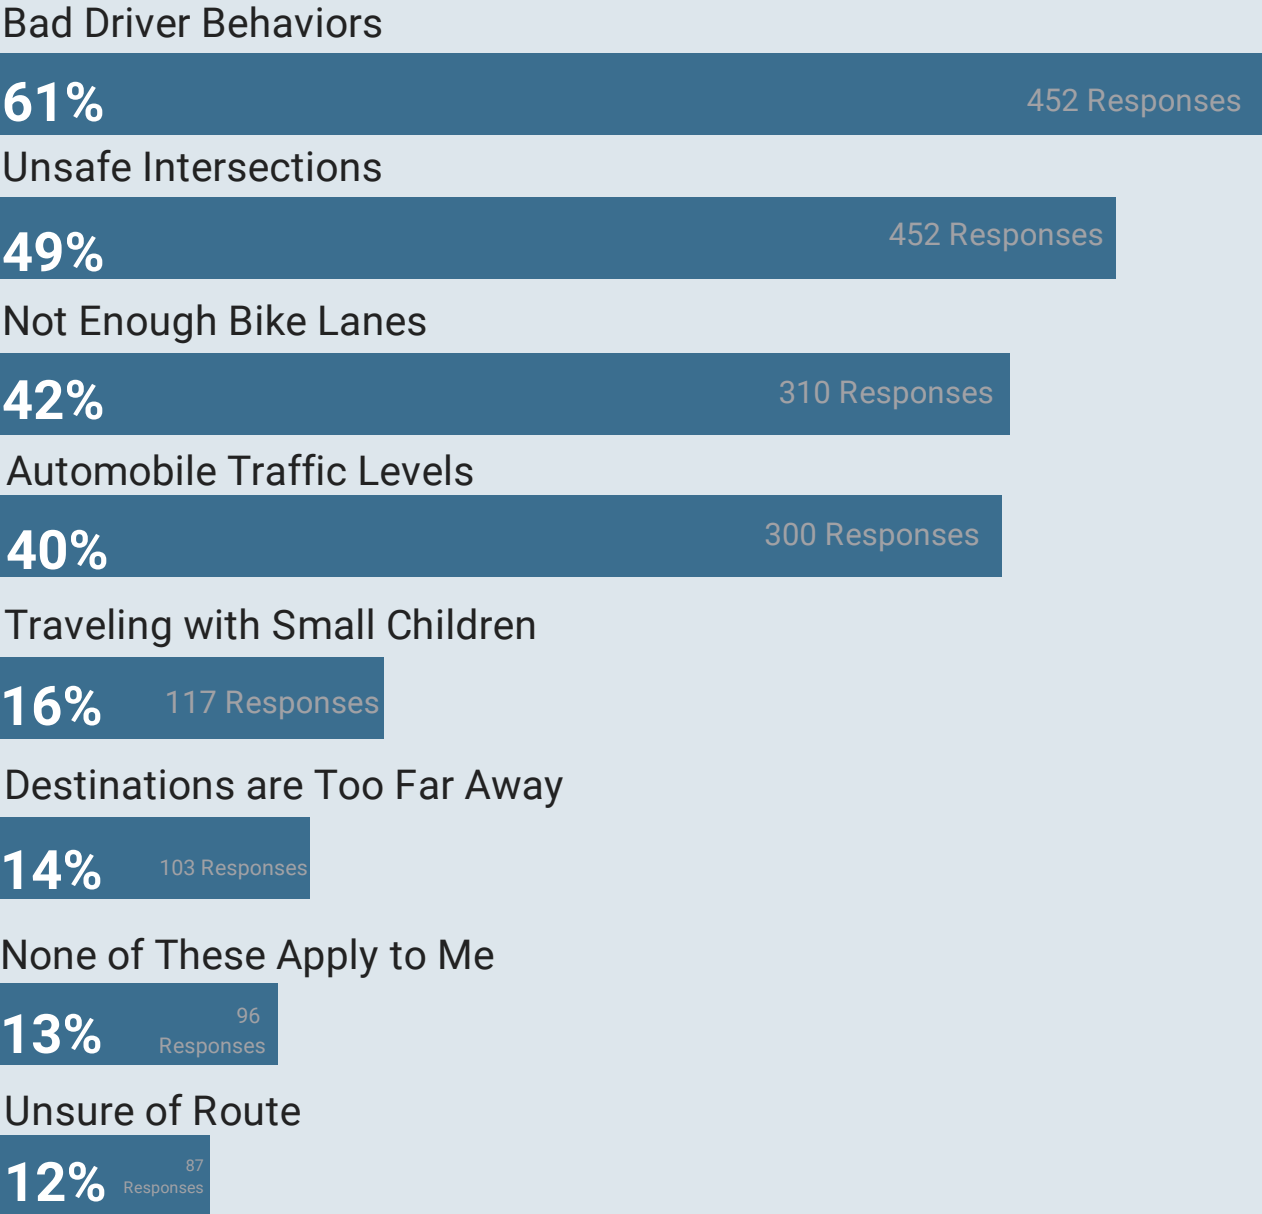 Bad Driver Behaviors
61%
452 Responses
Unsafe Intersections
49%
452 Responses
Not Enough Bike Lanes
42%
310 Responses
Automobile Traffic Levels
40%
300 Responses
Traveling with Small Children
16%
117 Responses
Destinations are Too Far Away
14%
103 Responses
None of These Apply to Me
13%
96
Responses
Unsure of Route
12%
87
Responses